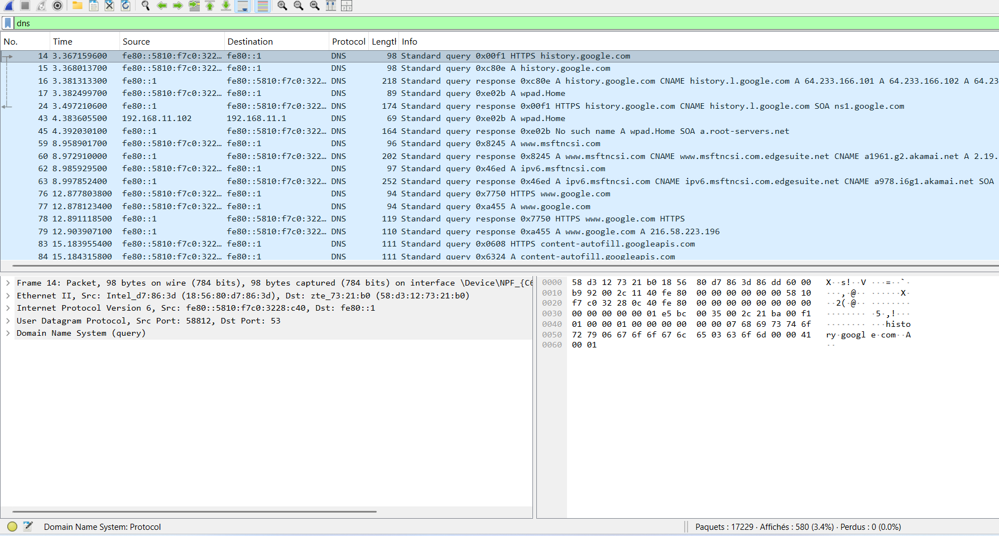 dns
No. Time Source Destination Protocol Length Info
14 3.367159600 fe80::5810:f7c0:322… fe80::1 DNS 98 Standard query 0x00f1 HTTPS history.google.com
15 3.368013700 fe80::5810:f7c0:322… fe80::1 DNS 98 Standard query 0xc80e A history.google.com
16 3.381313300 fe80::1 fe80::5810:f7c0:322… DNS 218 Standard query response 0xc80e A history.google.com CNAME history.l.google.com A 64.233.166.101 A 64.233.166.102 A 64.23
17 3.382499700 fe80::5810:f7c0:322… fe80::1 DNS 89 Standard query 0xe02b A wpad.Home
24 3.497210600 fe80::1 fe80::5810:f7c0:322… DNS 174 Standard query response 0x00f1 HTTPS history.google.com CNAME history.l.google.com SOA ns1.google.com
43 4.383605500 192.168.11.102 192.168.11.1 DNS 69 Standard query 0xe02b A wpad.Home
45 4.392030100 fe80::1 fe80::5810:f7c0:322… DNS 164 Standard query response 0xe02b No such name A wpad.Home SOA a.root-servers.net
59 8.958901700 fe80::5810:f7c0:322… fe80::1 DNS 96 Standard query 0x8245 A www.msftncsi.com
60 8.972910000 fe80::1 fe80::5810:f7c0:322… DNS 202 Standard query response 0x8245 A www.msftncsi.com CNAME www.msftncsi.com.edgesuite.net CNAME a1961.g2.akamai.net A 2.19.
62 8.985929500 fe80::5810:f7c0:322… fe80::1 DNS 97 Standard query 0x46ed A ipv6.msftncsi.com
63 8.997852400 fe80::1 fe80::5810:f7c0:322… DNS 252 Standard query response 0x46ed A ipv6.msftncsi.com CNAME ipv6.msftncsi.com.edgesuite.net CNAME a978.i6g1.akamai.net SOA
76 12.877803800 fe80::5810:f7c0:322… fe80::1 DNS 94 Standard query 0x7750 HTTPS www.google.com
77 12.878123400 fe80::5810:f7c0:322… fe80::1 DNS 94 Standard query 0xa455 A www.google.com
78 12.891118500 fe80::1 fe80::5810:f7c0:322… DNS 119 Standard query response 0x7750 HTTPS www.google.com HTTPS
79 12.903907100 fe80::1 fe80::5810:f7c0:322… DNS 110 Standard query response 0xa455 A www.google.com A 216.58.223.196
83 15.183955400 fe80::5810:f7c0:322… fe80::1 DNS 111 Standard query 0x0608 HTTPS content-autofill.googleapis.com
84 15.184315800 fe80::5810:f7c0:322… fe80::1 DNS 111 Standard query 0x6324 A content-autofill.googleapis.com
Frame 14: Packet, 98 bytes on wire (784 bits), 98 bytes captured (784 bits) on interface \Device\NPF_{C6
Ethernet II, Src: Intel_d7:86:3d (18:56:80:d7:86:3d), Dst: zte_73:21:b0 (58:d3:12:73:21:b0)
Internet Protocol Version 6, Src: fe80::5810:f7c0:3228:c40, Dst: fe80::1
User Datagram Protocol, Src Port: 58812, Dst Port: 53
Domain Name System (query)
0000 58 d3 12 73 21 b0 18 56 80 d7 86 3d 86 dd 60 00 X··s!··V ···=··`·
0010 b9 92 00 2c 11 40 fe 80 00 00 00 00 00 00 58 10 ···,·@·· ······X·
0020 f7 c0 32 28 0c 40 fe 80 00 00 00 00 00 00 00 00 ··2(·@·· ········
0030 00 00 00 00 00 01 e5 bc 00 35 00 2c 21 ba 00 f1 ········ ·5·,!···
0040 01 00 00 01 00 00 00 00 00 00 07 68 69 73 74 6f ········ ···histo
0050 72 79 06 67 6f 6f 67 6c 65 03 63 6f 6d 00 00 41 ry·googl e·com··A
0060 00 01 ··
Domain Name System: Protocol
Paquets : 17229 · Affichés : 580 (3.4%) · Perdus : 0 (0.0%)